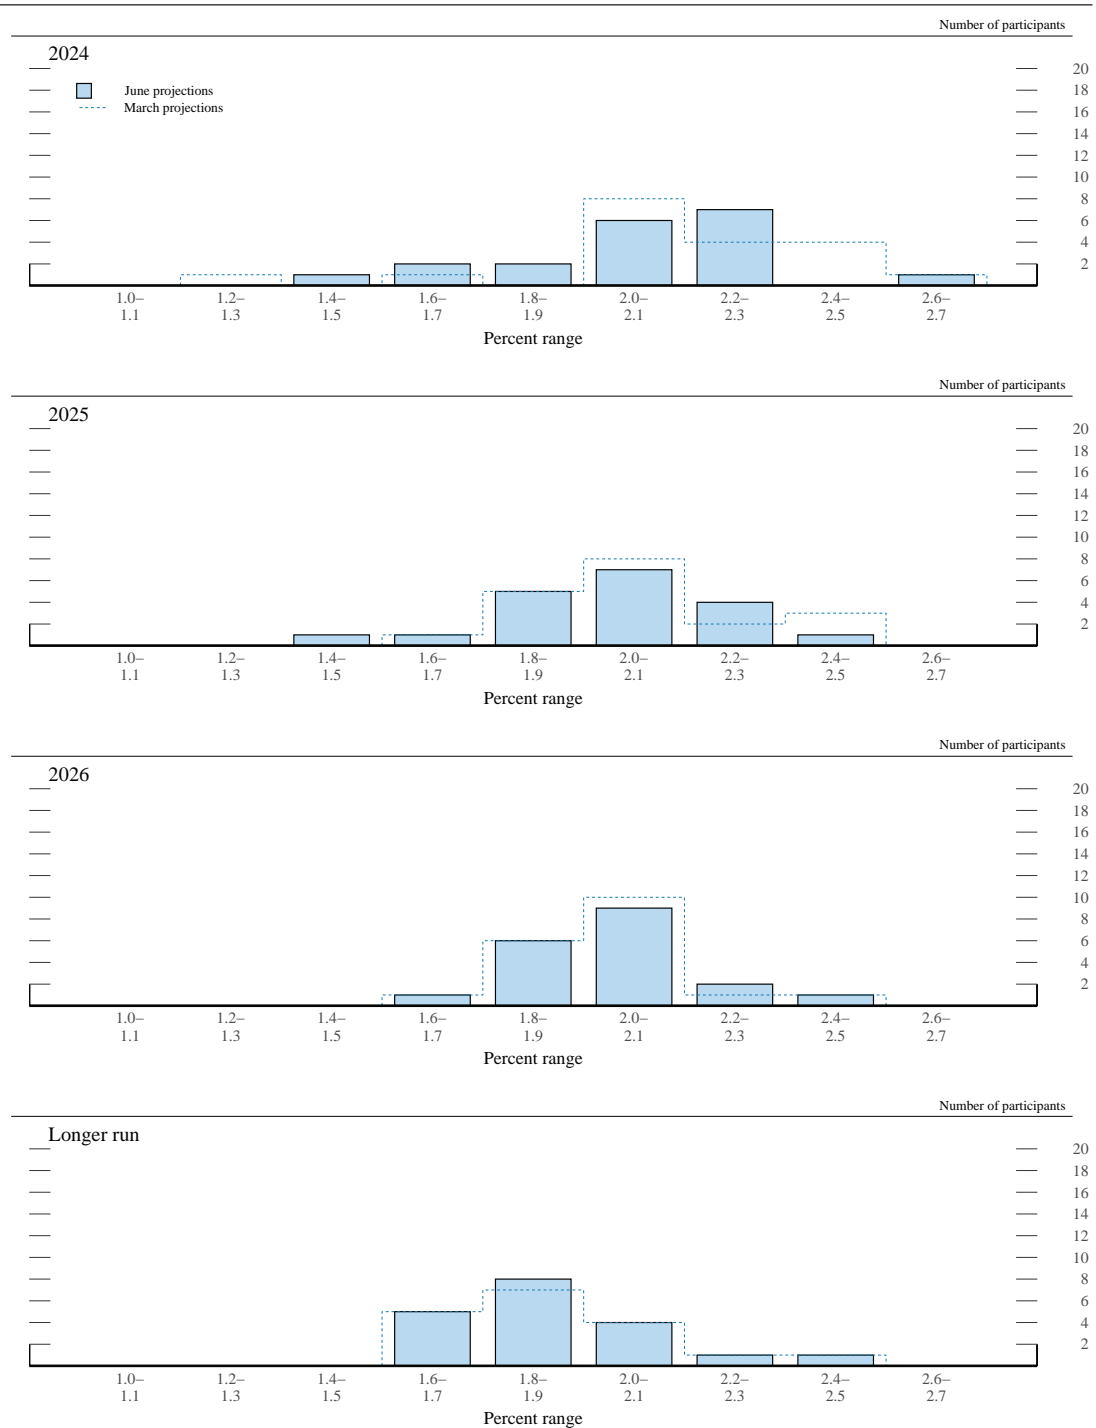 Number of participants
2024
June projections
March projections
20
18
16
14
12
10
8
6
4
2
1.0– 1.2– 1.4– 1.6– 1.8– 2.0– 2.2– 2.4– 2.6–
1.1 1.3 1.5 1.7 1.9 2.1 2.3 2.5 2.7
Percent range
Number of participants
2025
20
18
16
14
12
10
8
6
4
2
1.0– 1.2– 1.4– 1.6– 1.8– 2.0– 2.2– 2.4– 2.6–
1.1 1.3 1.5 1.7 1.9 2.1 2.3 2.5 2.7
Percent range
Number of participants
2026
20
18
16
14
12
10
8
6
4
2
1.0– 1.2– 1.4– 1.6– 1.8– 2.0– 2.2– 2.4– 2.6–
1.1 1.3 1.5 1.7 1.9 2.1 2.3 2.5 2.7
Percent range
Number of participants
Longer run
20
18
16
14
12
10
8
6
4
2
1.0– 1.2– 1.4– 1.6– 1.8– 2.0– 2.2– 2.4– 2.6–
1.1 1.3 1.5 1.7 1.9 2.1 2.3 2.5 2.7
Percent range